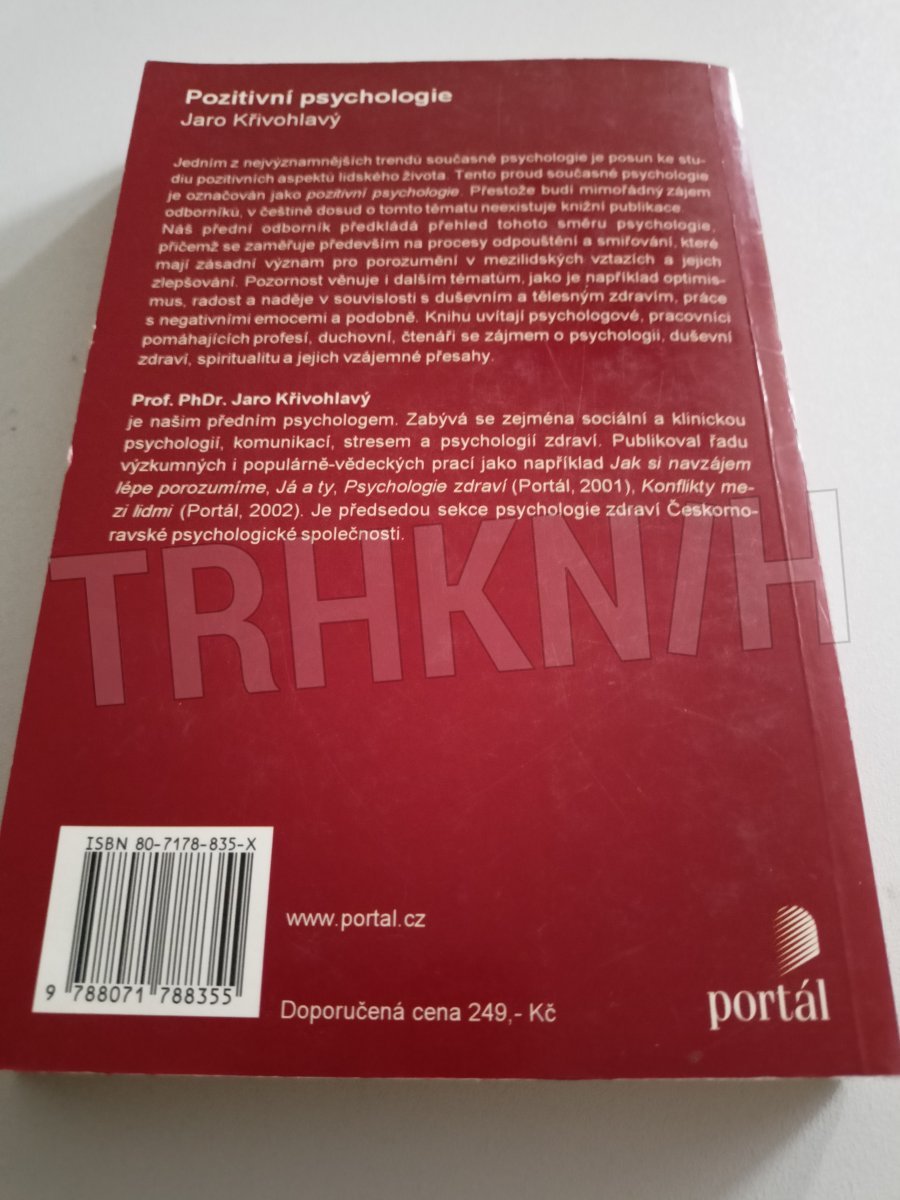 Pozitivní psychologie
Jaro Křivohlavý
Jedním z nejvýznamnějších trendů současné psychologie je posun ke stu-
diu pozitivních aspektů lidského života. Tento proud současné psychologie
je označován jako pozitivní psychologie. Přestože budí mimořádný zájem
odborníků, v češtině dosud o tomto tématu neexistuje knižní publikace.
Náš přední odborník předkládá přehled tohoto směru psychologie,
přičemž se zaměřuje především na procesy odpouštění a smiřování, které
mají zásadní význam pro porozumění v mezilidských vztazích a jejich
zlepšování. Pozornost věnuje i dalším tématům, jako je například optimis-
mus, radost a naděje v souvislosti s duševním a tělesným zdravím, práce
s negativními emocemi a podobně. Knihu uvítají psychologové, pracovníci
pomáhajících profesí, duchovní, čtenáři se zájmem o psychologii, duševní
zdraví, spiritualitu a jejich vzájemné přesahy.
Prof. PhDr. Jaro Křivohlavý
je našim předním psychologem. Zabývá se zejména sociální a klinickou
psychologií, komunikací, stresem a psychologií zdraví. Publikoval řadu
výzkumných i populárně-vědeckých prací jako například Jak si navzájem
lépe porozumíme, Já a ty, Psychologie zdraví (Portál, 2001), Konflikty me-
zi lidmi (Portál, 2002). Je předsedou sekce psychologie zdraví Českomo-
ravské psychologické společnosti.
TRHKN/H
ISBN 80-7178-835-X
9 788071 788355
www.portal.cz
Doporučená cena 249,- Kč
portál